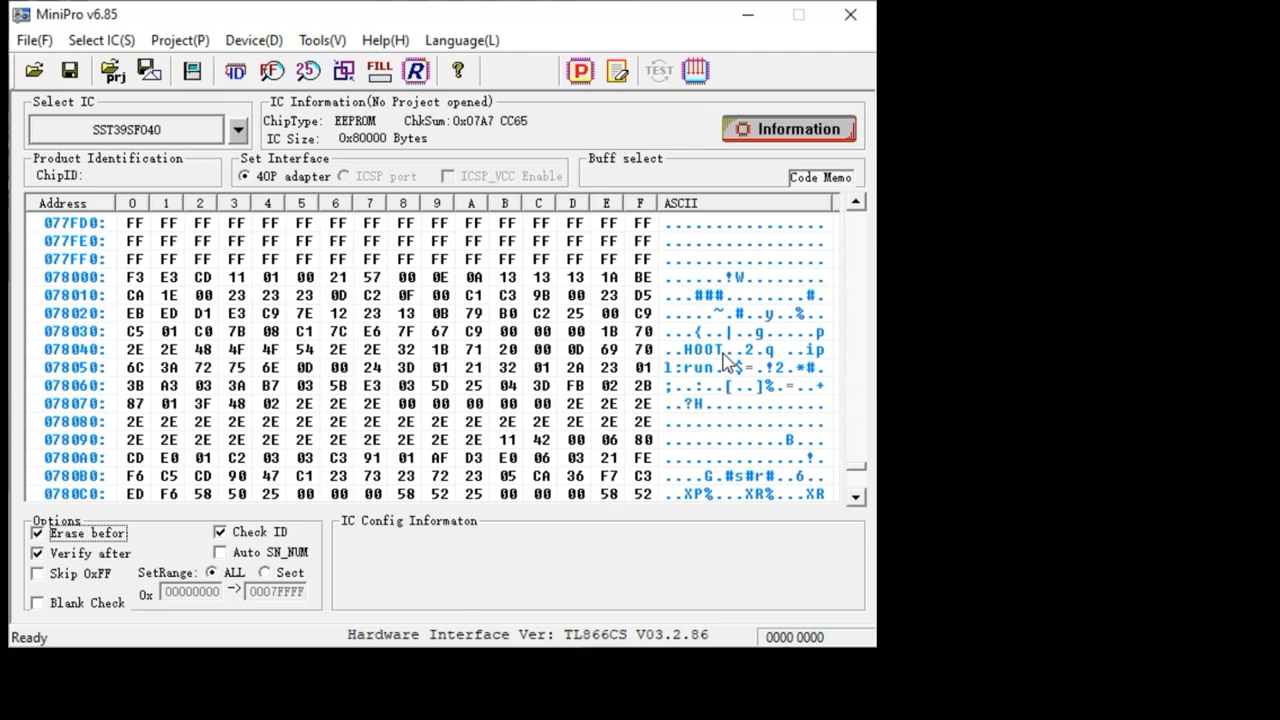 MiniPro v6.85
File(F) Select IC(S) Project(P) Device(D) Tools(V) Help(H) Language(L)
prj FILL R ? P TEST
Select IC
SST39SF040
IC Information(No Project opened)
ChipType: EEPROM ChkSum:0x07A7 CC65
IC Size: 0x80000 Bytes
Information
Product Identification
ChipID:
Set Interface
40P adapter ICSP port ICSP_VCC Enable
Buff select
Code Memo
Address 0 1 2 3 4 5 6 7 8 9 A B C D E F ASCII
077FD0: FF FF FF FF FF FF FF FF FF FF FF FF FF FF FF FF ................
077FE0: FF FF FF FF FF FF FF FF FF FF FF FF FF FF FF FF ................
077FF0: FF FF FF FF FF FF FF FF FF FF FF FF FF FF FF FF ................
078000: F3 E3 CD 11 01 00 21 57 00 0E 0A 13 13 13 1A BE ......!W........
078010: CA 1E 00 23 23 23 0D C2 0F 00 C1 C3 9B 00 23 D5 ...###........#.
078020: EB ED D1 E3 C9 7E 12 23 13 0B 79 B0 C2 25 00 C9 .....~.#..y..%..
078030: C5 01 C0 7B 08 C1 7C E6 7F 67 C9 00 00 00 1B 70 ...{..|..g.....p
078040: 2E 2E 48 4F 4F 54 2E 2E 32 1B 71 20 00 0D 69 70 ..HOOT..2.q ..ip
078050: 6C 3A 72 75 6E 0D 00 24 3D 01 21 32 01 2A 23 01 l:run..$=.!2.*#.
078060: 3B A3 03 3A B7 03 5B E3 03 5D 25 04 3D FB 02 2B ;..:..[..]%.=..+
078070: 87 01 3F 48 02 2E 2E 2E 00 00 00 00 00 2E 2E 2E ..?H............
078080: 2E 2E 2E 2E 2E 2E 2E 2E 2E 2E 2E 2E 2E 2E 2E 2E ................
078090: 2E 2E 2E 2E 2E 2E 2E 2E 2E 2E 2E 11 42 00 06 80 ............B...
0780A0: CD E0 01 C2 03 03 C3 91 01 AF D3 E0 06 03 21 FE ..............!.
0780B0: F6 C5 CD 90 47 C1 23 73 23 72 23 05 CA 36 F7 C3 ....G.#s#r#..6..
0780C0: ED F6 58 50 25 00 00 00 58 52 25 00 00 00 58 52 ..XP%...XR%...XR
Options
Erase befor Check ID
Verify after Auto SN_NUM
Skip 0xFF SetRange: ALL Sect
Blank Check 0x 00000000 -> 0007FFFF
IC Config Informaton
Ready Hardware Interface Ver: TL866CS V03.2.86 0000 0000